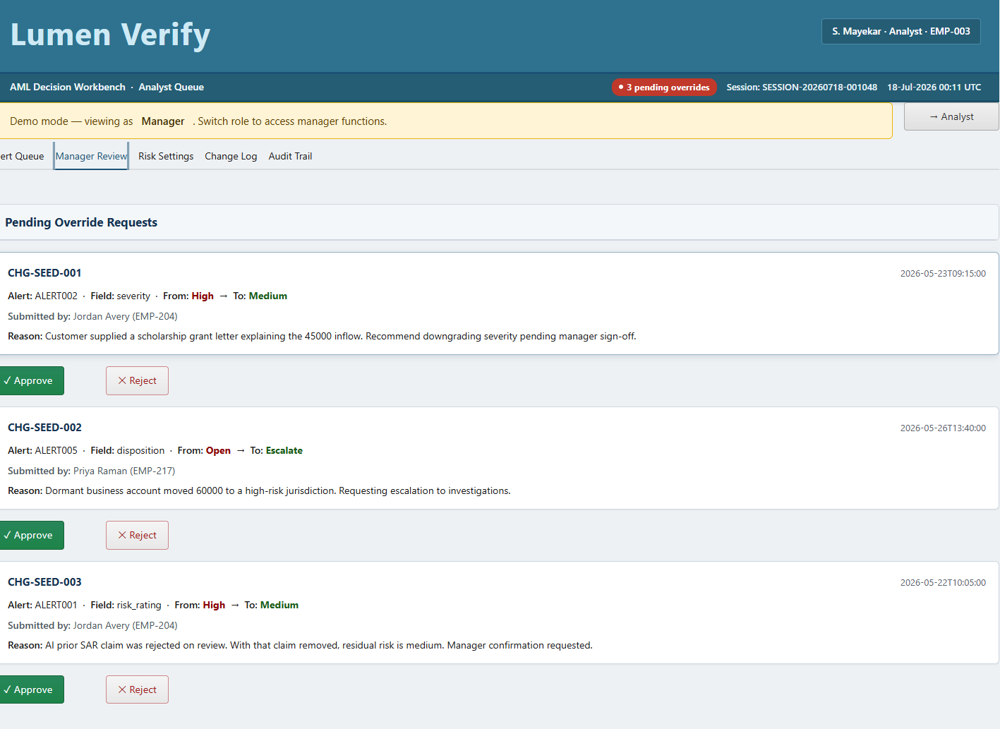 Lumen Verify
S. Mayekar · Analyst · EMP-003
AML Decision Workbench · Analyst Queue
● 3 pending overrides
Session: SESSION-20260718-001048
18-Jul-2026 00:11 UTC
Demo mode — viewing as Manager . Switch role to access manager functions.
→ Analyst
ert Queue
Manager Review
Risk Settings
Change Log
Audit Trail
Pending Override Requests
CHG-SEED-001
2026-05-23T09:15:00
Alert: ALERT002 · Field: severity · From: High → To: Medium
Submitted by: Jordan Avery (EMP-204)
Reason: Customer supplied a scholarship grant letter explaining the 45000 inflow. Recommend downgrading severity pending manager sign-off.
✓ Approve
✕ Reject
CHG-SEED-002
2026-05-26T13:40:00
Alert: ALERT005 · Field: disposition · From: Open → To: Escalate
Submitted by: Priya Raman (EMP-217)
Reason: Dormant business account moved 60000 to a high-risk jurisdiction. Requesting escalation to investigations.
✓ Approve
✕ Reject
CHG-SEED-003
2026-05-22T10:05:00
Alert: ALERT001 · Field: risk_rating · From: High → To: Medium
Submitted by: Jordan Avery (EMP-204)
Reason: AI prior SAR claim was rejected on review. With that claim removed, residual risk is medium. Manager confirmation requested.
✓ Approve
✕ Reject